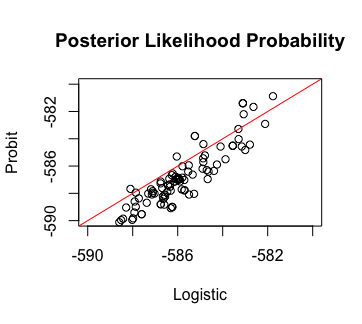 Posterior Likelihood Probability
Probit
-582
-586
-590
-590
-586
-582
Logistic